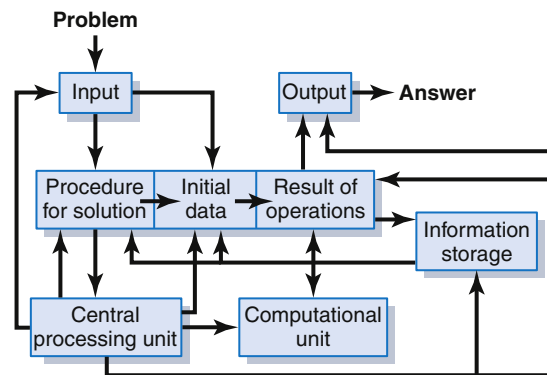 Problem
Input
Output
Answer
Procedure
for solution
Initial
data
Result of
operations
Information
storage
Central
processing unit
Computational
unit